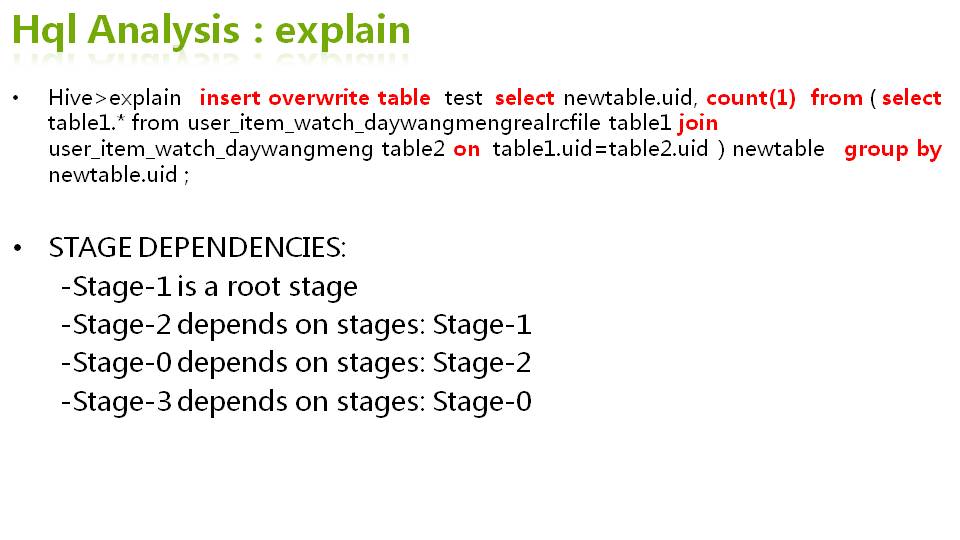 Hql Analysis : explain
• Hive>explain insert overwrite table test select newtable.uid, count(1) from ( select
table1.* from user_item_watch_daywangmengrealrcfile table1 join
user_item_watch_daywangmeng table2 on table1.uid=table2.uid ) newtable group by
newtable.uid ;
• STAGE DEPENDENCIES:
-Stage-1 is a root stage
-Stage-2 depends on stages: Stage-1
-Stage-0 depends on stages: Stage-2
-Stage-3 depends on stages: Stage-0